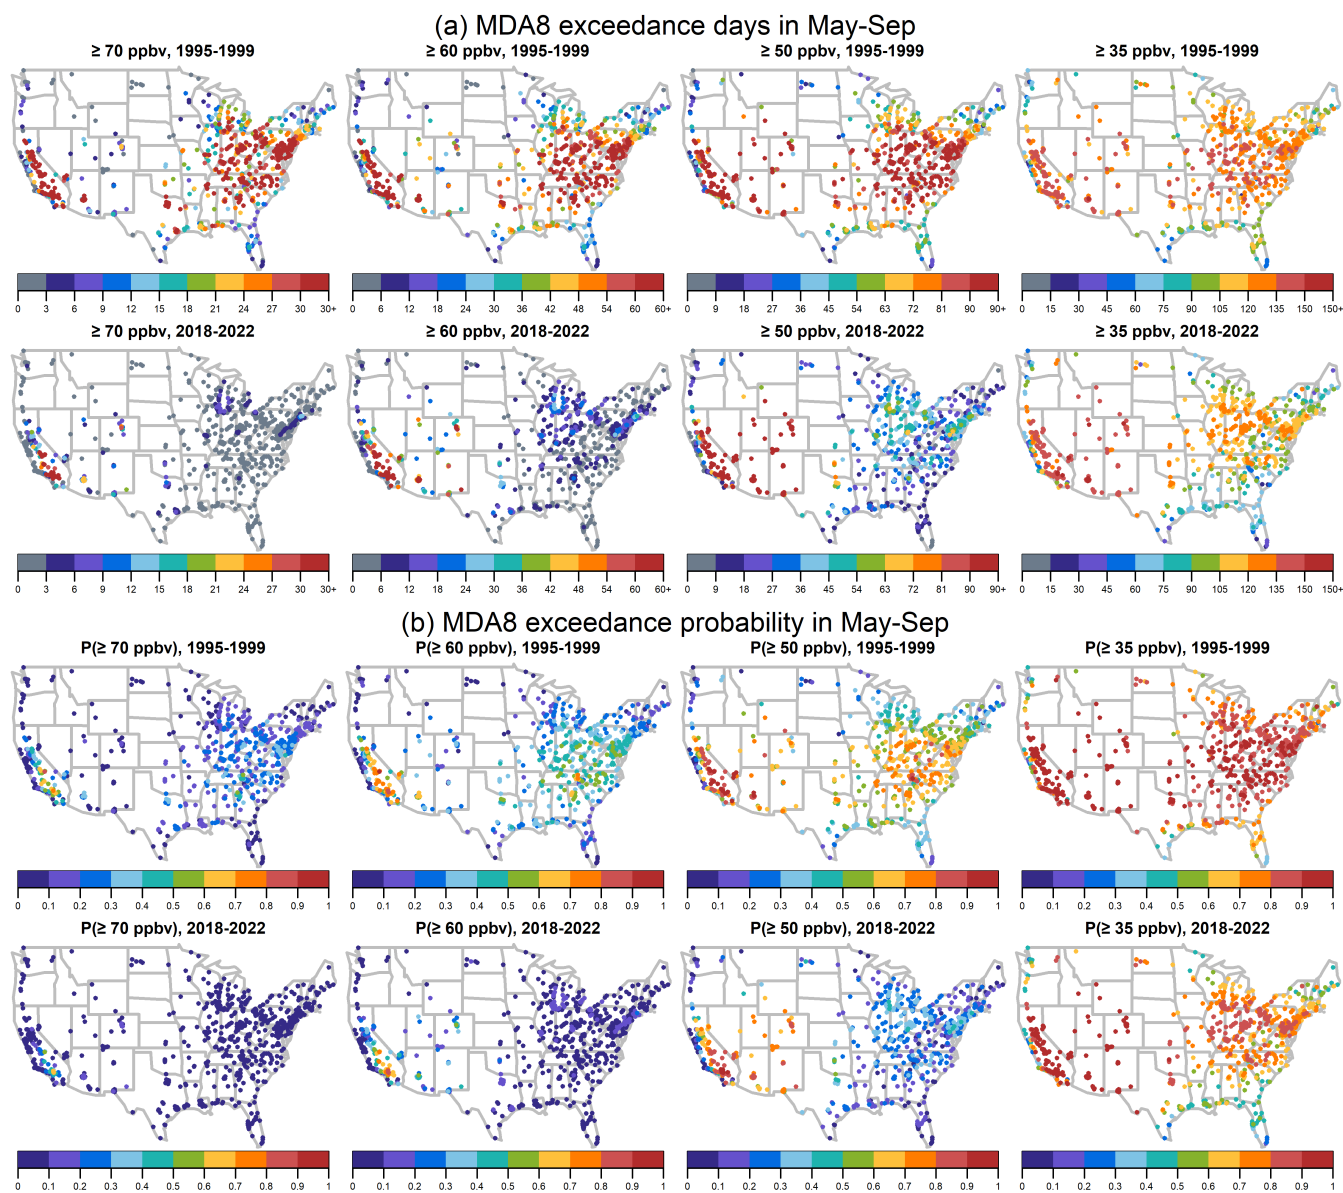 (a) MDA8 exceedance days in May-Sep
≥ 70 ppbv, 1995-1999 ≥ 60 ppbv, 1995-1999 ≥ 50 ppbv, 1995-1999 ≥ 35 ppbv, 1995-1999
0 3 6 9 12 15 18 21 24 27 30 30+ 0 6 12 18 24 30 36 42 48 54 60 60+ 0 9 18 27 36 45 54 63 72 81 90 90+ 0 15 30 45 60 75 90 105 120 135 150 150+
≥ 70 ppbv, 2018-2022 ≥ 60 ppbv, 2018-2022 ≥ 50 ppbv, 2018-2022 ≥ 35 ppbv, 2018-2022
0 3 6 9 12 15 18 21 24 27 30 30+ 0 6 12 18 24 30 36 42 48 54 60 60+ 0 9 18 27 36 45 54 63 72 81 90 90+ 0 15 30 45 60 75 90 105 120 135 150 150+
(b) MDA8 exceedance probability in May-Sep
P(≥ 70 ppbv), 1995-1999 P(≥ 60 ppbv), 1995-1999 P(≥ 50 ppbv), 1995-1999 P(≥ 35 ppbv), 1995-1999
0 0.1 0.2 0.3 0.4 0.5 0.6 0.7 0.8 0.9 1 0 0.1 0.2 0.3 0.4 0.5 0.6 0.7 0.8 0.9 1 0 0.1 0.2 0.3 0.4 0.5 0.6 0.7 0.8 0.9 1 0 0.1 0.2 0.3 0.4 0.5 0.6 0.7 0.8 0.9 1
P(≥ 70 ppbv), 2018-2022 P(≥ 60 ppbv), 2018-2022 P(≥ 50 ppbv), 2018-2022 P(≥ 35 ppbv), 2018-2022
0 0.1 0.2 0.3 0.4 0.5 0.6 0.7 0.8 0.9 1 0 0.1 0.2 0.3 0.4 0.5 0.6 0.7 0.8 0.9 1 0 0.1 0.2 0.3 0.4 0.5 0.6 0.7 0.8 0.9 1 0 0.1 0.2 0.3 0.4 0.5 0.6 0.7 0.8 0.9 1